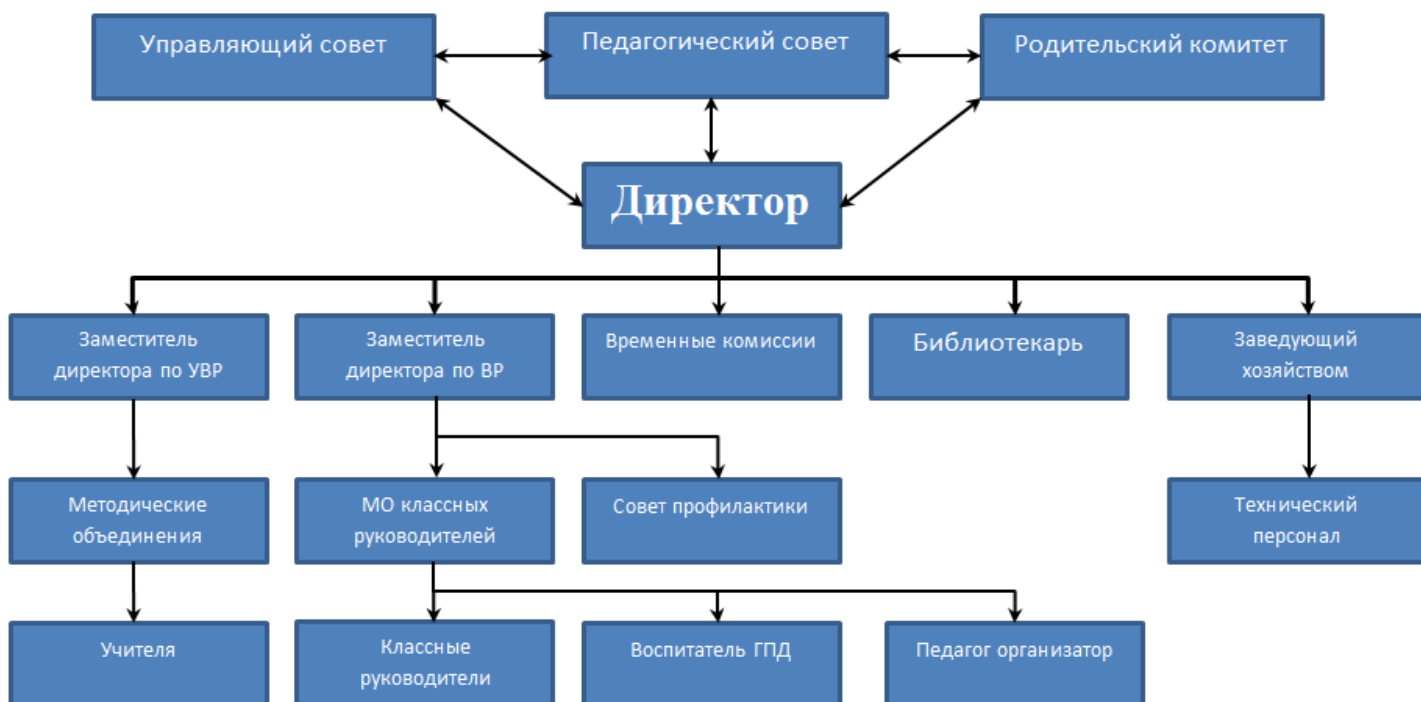 Управляющий совет
Педагогический совет
Родительский комитет
Директор
Заместитель
директора по УВР
Заместитель
директора по ВР
Временные комиссии
Библиотекарь
Заведующий
хозяйством
Методические
объединения
МО классных
руководителей
Совет профилактики
Технический
персонал
Учителя
Классные
руководители
Воспитатель ГПД
Педагог организатор